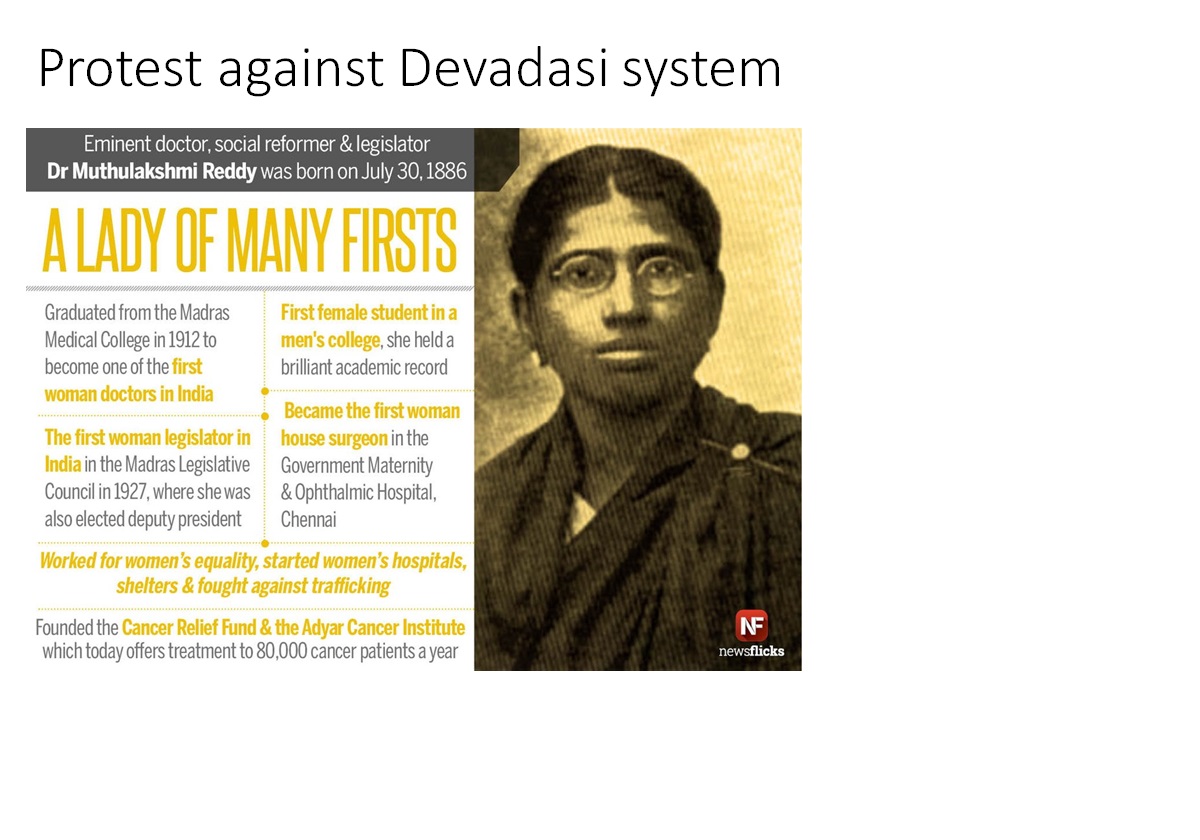 Protest against Devadasi system
Eminent doctor, social reformer & legislator
Dr Muthulakshmi Reddy was born on July 30, 1886
A LADY OF MANY FIRSTS
Graduated from the Madras
Medical College in 1912 to
become one of the first
woman doctors in India
The first woman legislator in
India in the Madras Legislative
Council in 1927, where she was
also elected deputy president
First female student in a
men's college, she held a
brilliant academic record
Became the first woman
house surgeon in the
Government Maternity
& Ophthalmic Hospital,
Chennai
Worked for women's equality, started women's hospitals,
shelters & fought against trafficking
Founded the Cancer Relief Fund & the Adyar Cancer Institute
which today offers treatment to 80,000 cancer patients a year
NF
newsflicks